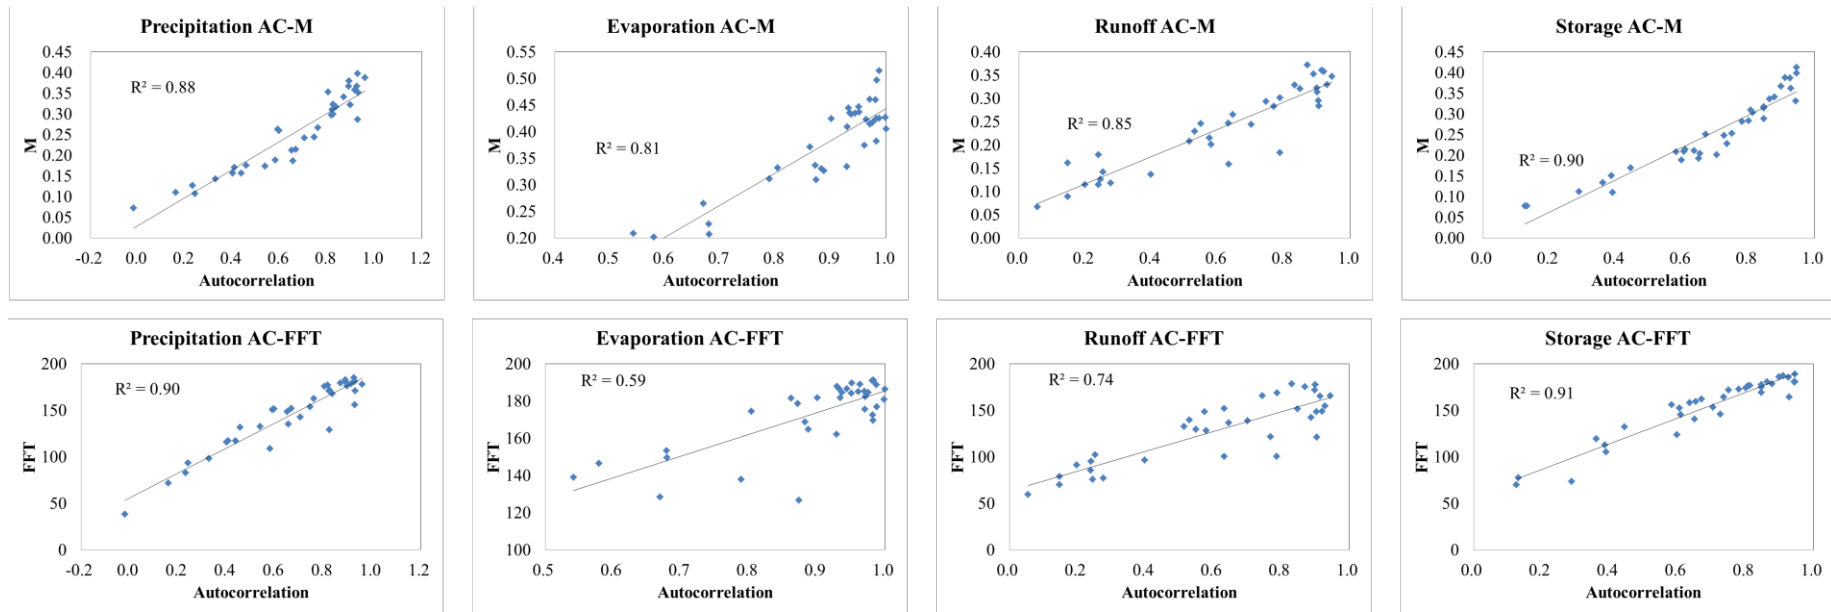 Precipitation AC-M
0.45
0.40
0.35
0.30
0.25
0.20
0.15
0.10
0.05
0.00
M
R² = 0.88
-0.2 0.0 0.2 0.4 0.6 0.8 1.0 1.2
Autocorrelation
Evaporation AC-M
0.55
0.50
0.45
0.40
0.35
0.30
0.25
0.20
M
R² = 0.81
0.4 0.5 0.6 0.7 0.8 0.9 1.0
Autocorrelation
Runoff AC-M
0.40
0.35
0.30
0.25
0.20
0.15
0.10
0.05
0.00
M
R² = 0.85
0.0 0.2 0.4 0.6 0.8 1.0
Autocorrelation
Storage AC-M
0.45
0.40
0.35
0.30
0.25
0.20
0.15
0.10
0.05
0.00
M
R² = 0.90
0.0 0.2 0.4 0.6 0.8 1.0
Autocorrelation
Precipitation AC-FFT
200
150
100
50
0
FFT
R² = 0.90
-0.2 0.0 0.2 0.4 0.6 0.8 1.0 1.2
Autocorrelation
Evaporation AC-FFT
200
180
160
140
120
100
FFT
R² = 0.59
0.5 0.6 0.7 0.8 0.9 1.0
Autocorrelation
Runoff AC-FFT
200
150
100
50
0
FFT
R² = 0.74
0.0 0.2 0.4 0.6 0.8 1.0
Autocorrelation
Storage AC-FFT
200
150
100
50
0
FFT
R² = 0.91
0.0 0.2 0.4 0.6 0.8 1.0
Autocorrelation